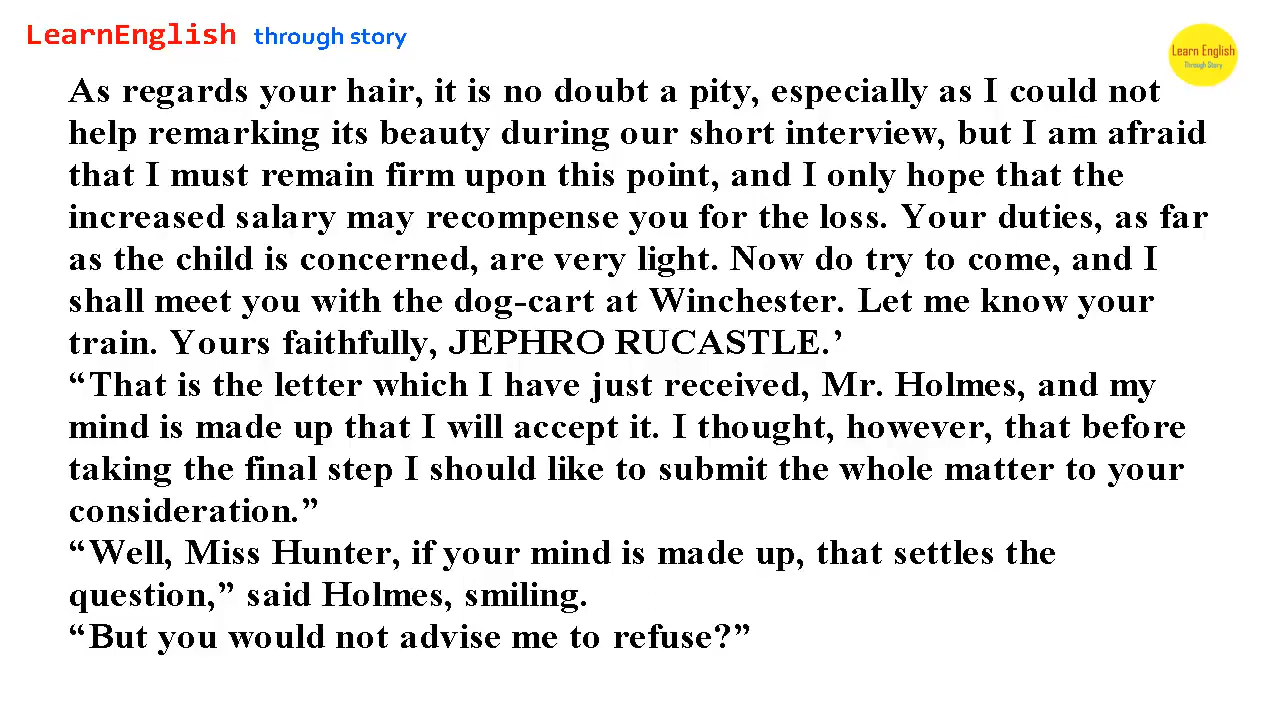 LearnEnglish through story
Learn English
Through Story
As regards your hair, it is no doubt a pity, especially as I could not
help remarking its beauty during our short interview, but I am afraid
that I must remain firm upon this point, and I only hope that the
increased salary may recompense you for the loss. Your duties, as far
as the child is concerned, are very light. Now do try to come, and I
shall meet you with the dog-cart at Winchester. Let me know your
train. Yours faithfully, JEPHRO RUCASTLE.’
“That is the letter which I have just received, Mr. Holmes, and my
mind is made up that I will accept it. I thought, however, that before
taking the final step I should like to submit the whole matter to your
consideration.”
“Well, Miss Hunter, if your mind is made up, that settles the
question,” said Holmes, smiling.
“But you would not advise me to refuse?”